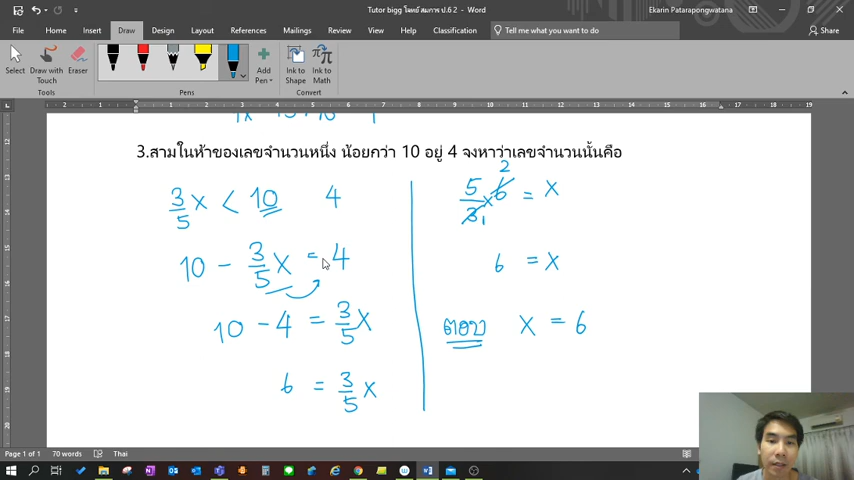 Tutor bigg โจทย์ สมการ ป.6 2 - Word
Ekarin Patarapongwatana
File Home Insert Draw Design Layout References Mailings Review View Help Classification Tell me what you want to do Share
Select Draw with Touch Eraser Add Pen Ink to Shape Ink to Math
Tools Pens Convert
3.สามในห้าของเลขจำนวนหนึ่ง น้อยกว่า 10 อยู่ 4 จงหาว่าเลขจำนวนนั้นคือ
3/5 x < 10 4
10 - 3/5 x = 4
10 - 4 = 3/5 x
6 = 3/5 x
5/3 x 6 = x
2
1
6 = x
ตอบ x = 6
Page 1 of 1 70 words Thai